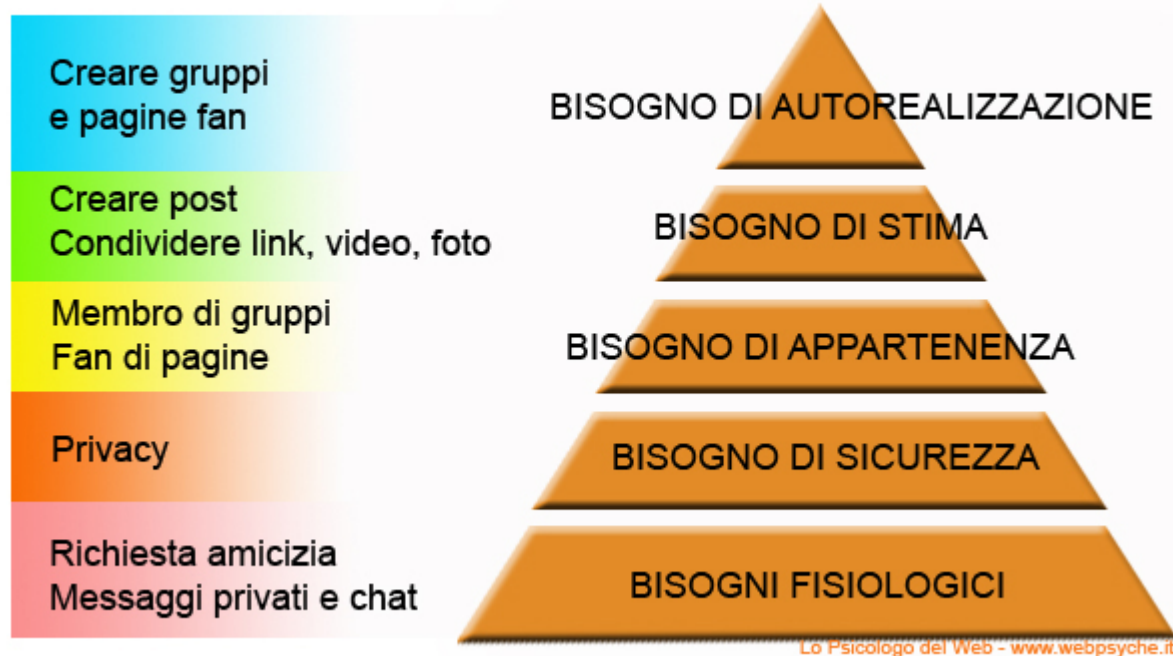 Creare gruppi
e pagine fan
BISOGNO DI AUTOREALIZZAZIONE
Creare post
Condividere link, video, foto
BISOGNO DI STIMA
Membro di gruppi
Fan di pagine
BISOGNO DI APPARTENENZA
Privacy
BISOGNO DI SICUREZZA
Richiesta amicizia
Messaggi privati e chat
BISOGNI FISIOLOGICI
Lo Psicologo del Web - www.webpsyche.it